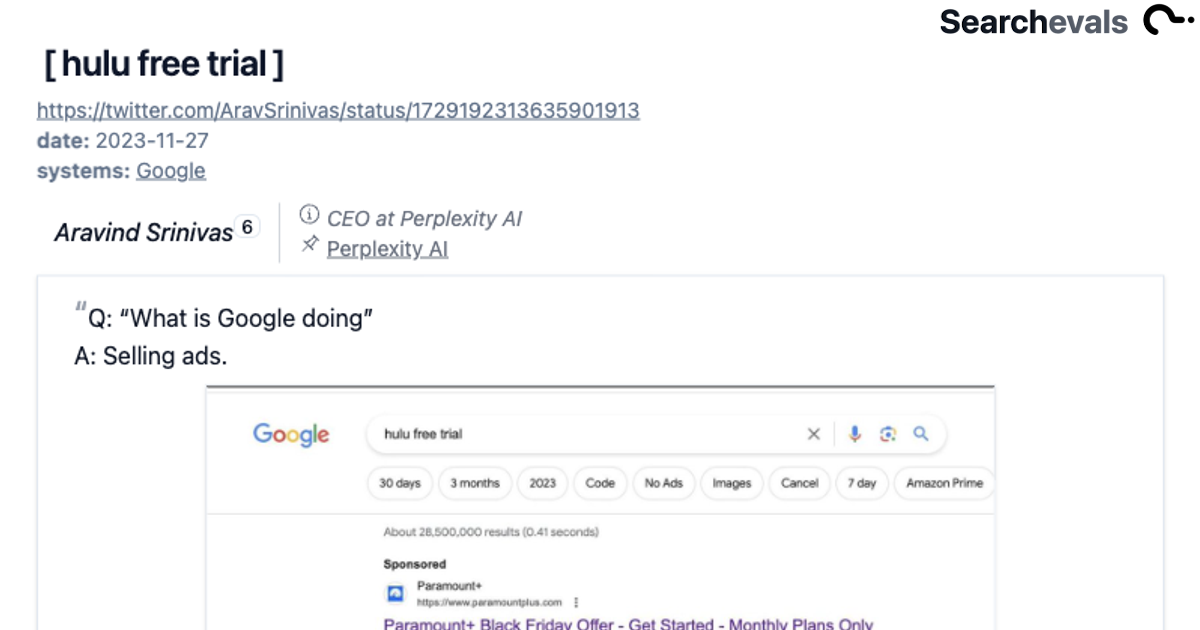 Searchevals
[ hulu free trial ]
https://twitter.com/AravSrinivas/status/1729192313635901913
date: 2023-11-27
systems: Google
Aravind Srinivas 6
CEO at Perplexity AI
Perplexity AI
"Q: “What is Google doing”
A: Selling ads.
Google hulu free trial
30 days 3 months 2023 Code No Ads Images Cancel 7 day Amazon Prime
About 28,500,000 results (0.41 seconds)
Sponsored
Paramount+
https://www.paramountplus.com
Paramount+ Black Friday Offer - Get Started - Monthly Plans Only